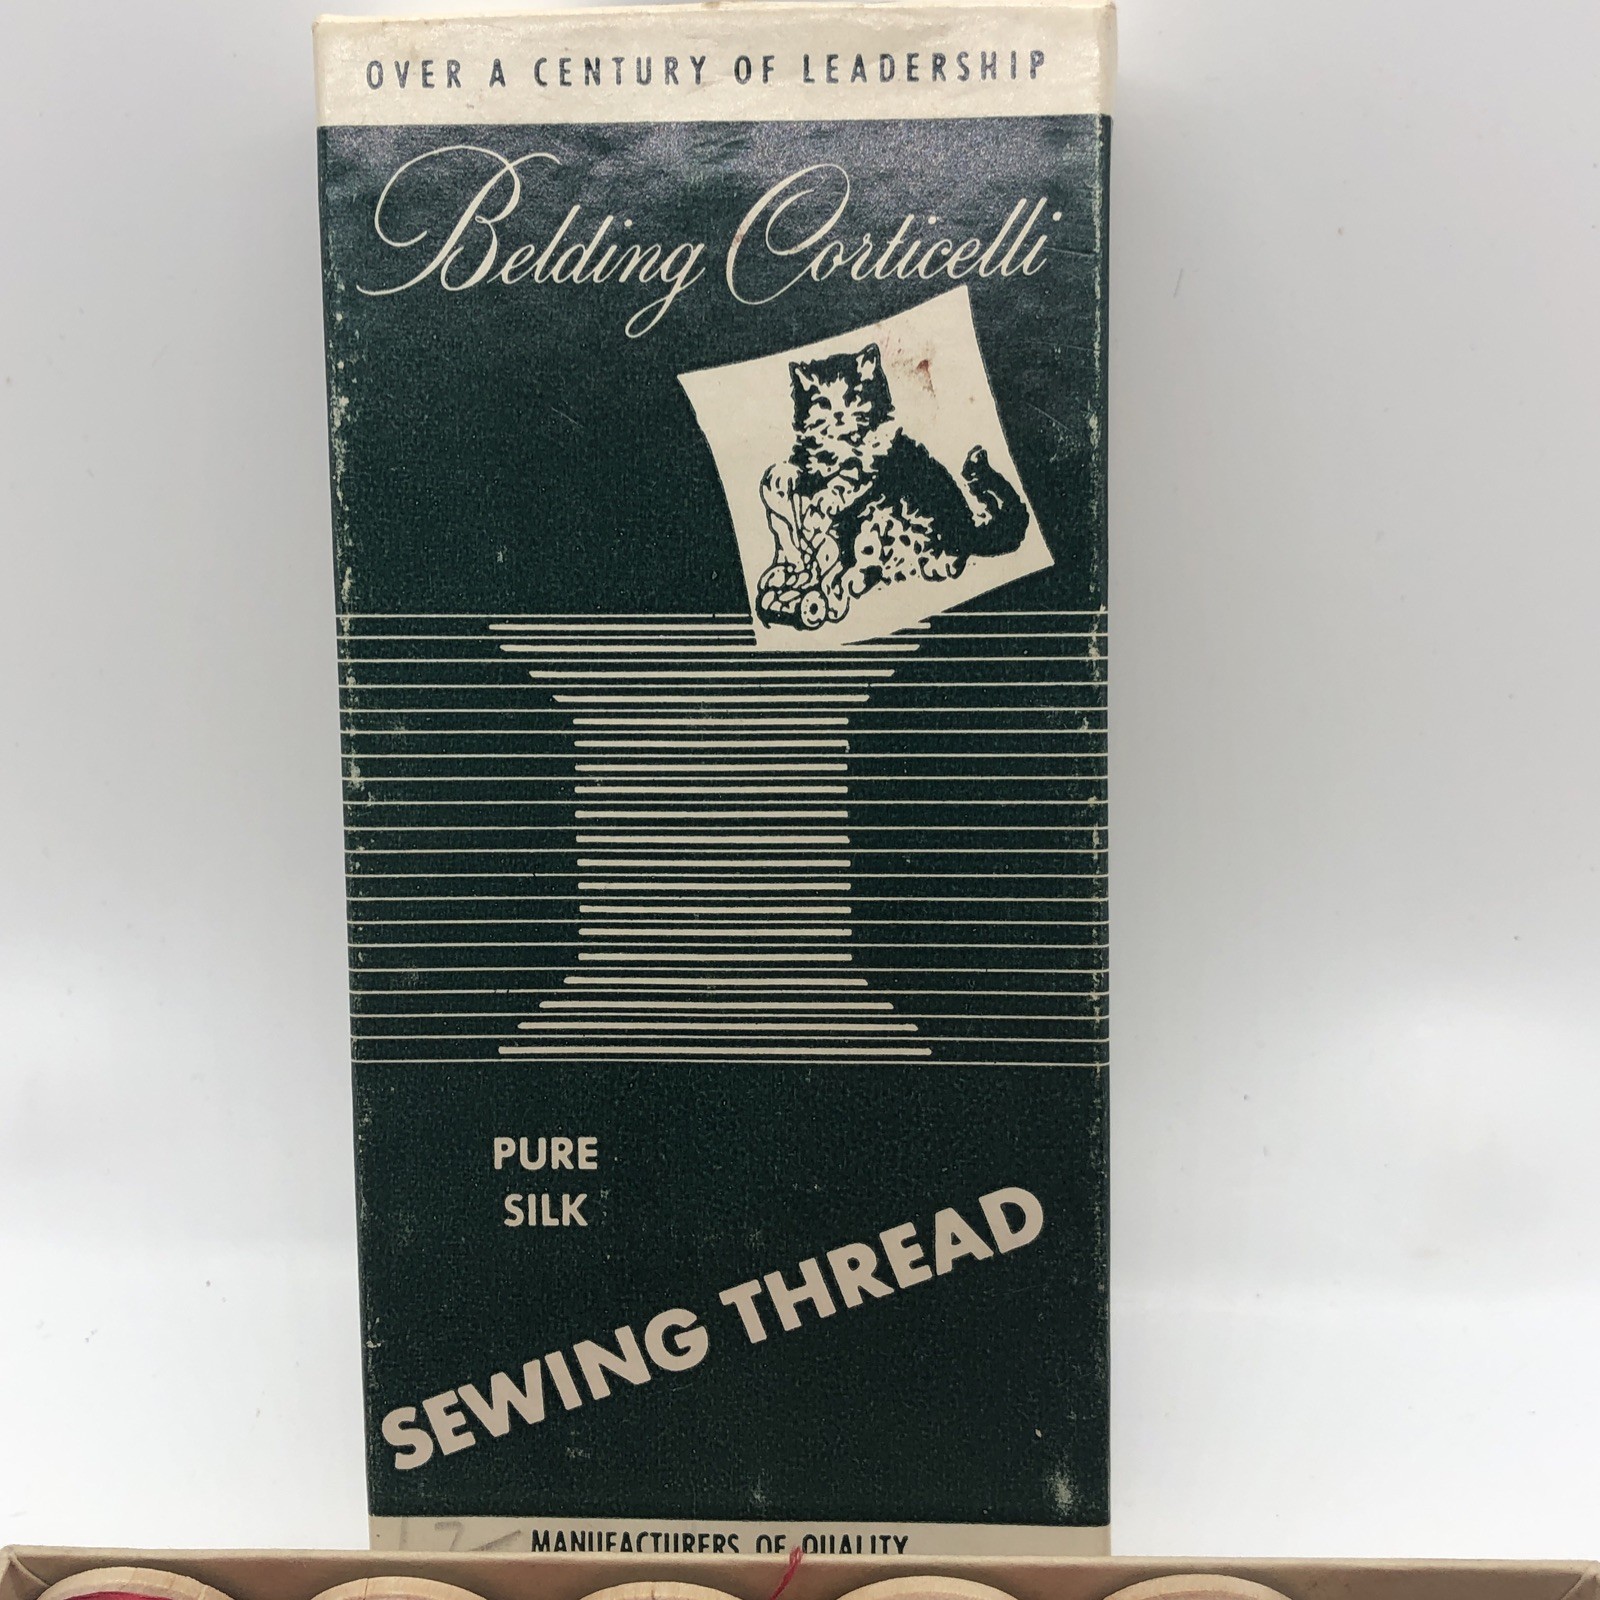 OVER A CENTURY OF LEADERSHIP
Belding Corticelli
PURE
SILK
SEWING THREAD
MANUFACTURERS OF QUALITY